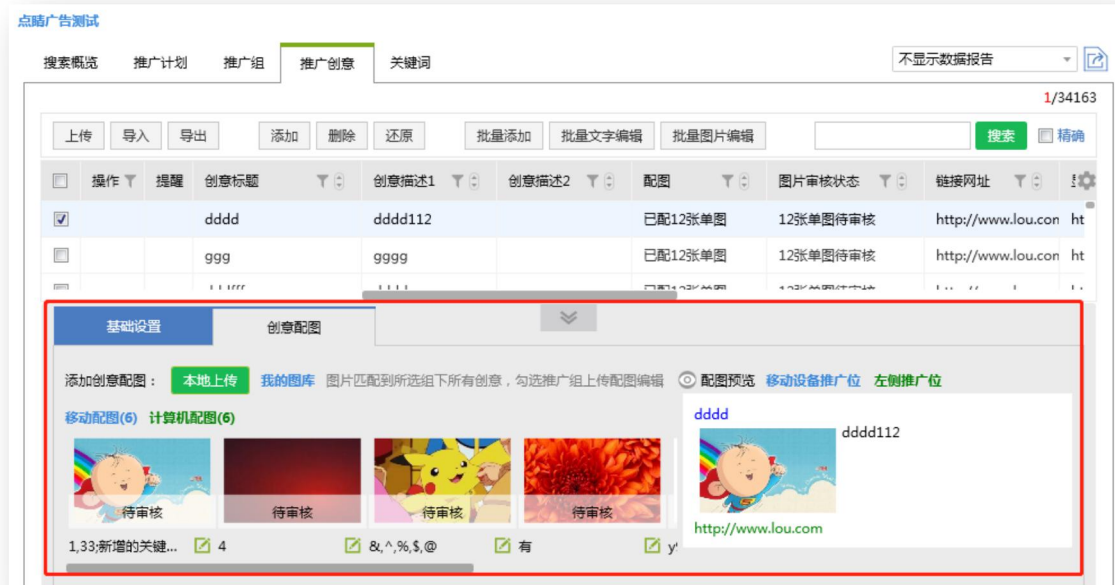 点睛广告测试
搜索概览 推广计划 推广组 推广创意 关键词 不显示数据报告
1/34163
上传 导入 导出 添加 删除 还原 批量添加 批量文字编辑 批量图片编辑 搜索 精确
操作 提醒 创意标题 创意描述1 创意描述2 配图 图片审核状态 链接网址
dddd dddd112 已配12张单图 12张单图待审核 http://www.lou.con ht
ggg gggg 已配12张单图 12张单图待审核 http://www.lou.con ht
基础设置 创意配图
添加创意配图： 本地上传 我的图库 图片匹配到所选组下所有创意，勾选推广组上传配图编辑 配图预览 移动设备推广位 左侧推广位
移动配图(6) 计算机配图(6)
dddd
dddd112
待审核 待审核 待审核 待审核
http://www.lou.com
1,33;新增的关键... 4 &,^,%,$,@ 有